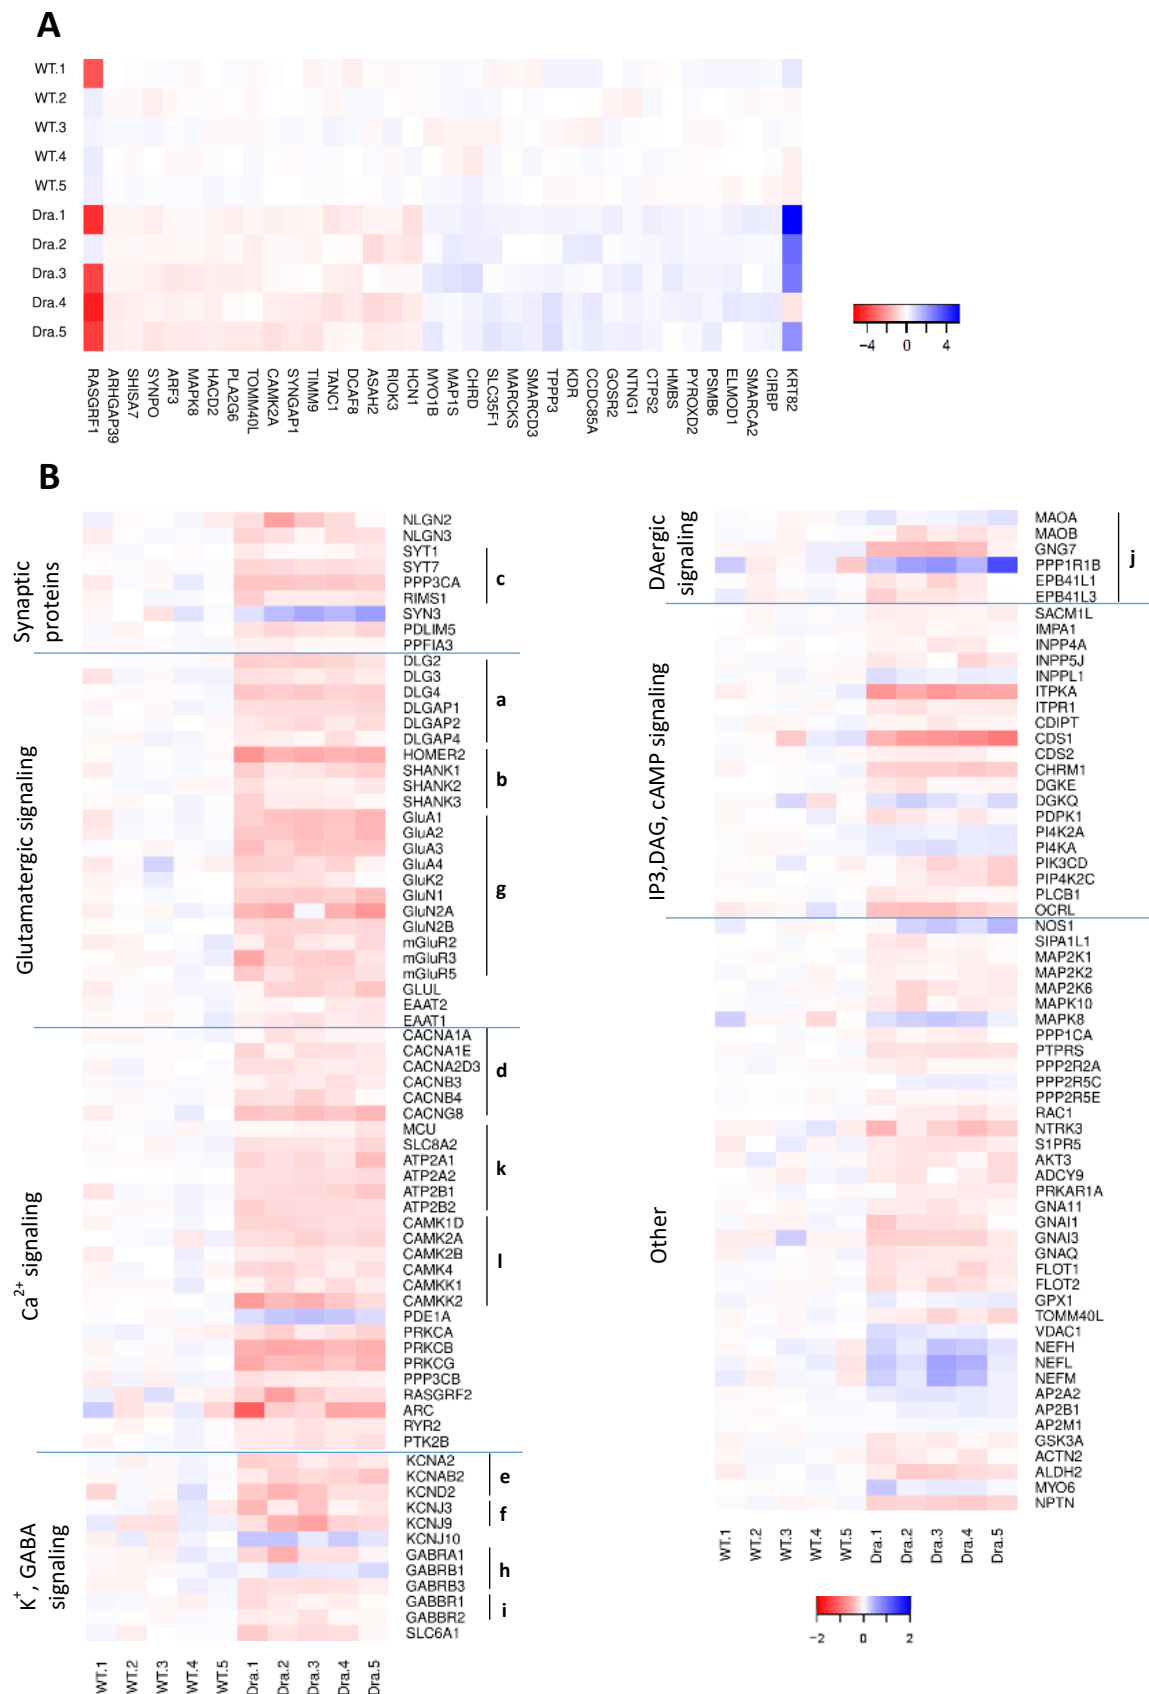 A
WT.1
WT.2
WT.3
WT.4
WT.5
Dra.1
Dra.2
Dra.3
Dra.4
Dra.5
−4 0 4
RASGRF1
ARHGAP39
SHISA7
SYNPO
ARF3
MAPK8
HACD2
PLA2G6
TOMM40L
CAMK2A
SYNGAP1
TIMM9
TANC1
DCAF8
ASAH2
RIOK3
HCN1
MYO1B
MAP1S
CHRD
SLC35F1
MARCKS
SMARCD3
TPPP3
KDR
CCDC85A
GOSR2
NTNG1
CTPS2
HMBS
PYROXD2
PSMB6
ELMOD1
SMARCA2
CIRBP
KRT82
B
Synaptic
proteins
NLGN2
NLGN3
SYT1
SYT7
PPP3CA
RIMS1
SYN3
PDLIM5
PPFIA3
c
Glutamatergic signaling
DLG2
DLG3
DLG4
DLGAP1
DLGAP2
DLGAP4
HOMER2
SHANK1
SHANK2
SHANK3
GluA1
GluA2
GluA3
GluA4
GluK2
GluN1
GluN2A
GluN2B
mGluR2
mGluR3
mGluR5
GLUL
EAAT2
EAAT1
a
b
g
Ca2+ signaling
CACNA1A
CACNA1E
CACNA2D3
CACNB3
CACNB4
CACNG8
MCU
SLC8A2
ATP2A1
ATP2A2
ATP2B1
ATP2B2
CAMK1D
CAMK2A
CAMK2B
CAMK4
CAMKK1
CAMKK2
PDE1A
PRKCA
PRKCB
PRKCG
PPP3CB
RASGRF2
ARC
RYR2
PTK2B
d
k
l
K+, GABA
signaling
KCNA2
KCNAB2
KCND2
KCNJ3
KCNJ9
KCNJ10
GABRA1
GABRB1
GABRB3
GABBR1
GABBR2
SLC6A1
e
f
h
i
WT.1
WT.2
WT.3
WT.4
WT.5
Dra.1
Dra.2
Dra.3
Dra.4
Dra.5
DAergic
signaling
MAOA
MAOB
GNG7
PPP1R1B
EPB41L1
EPB41L3
j
IP3,DAG, cAMP signaling
SACM1L
IMPA1
INPP4A
INPP5J
INPPL1
ITPKA
ITPR1
CDIPT
CDS1
CDS2
CHRM1
DGKE
DGKQ
PDPK1
PI4K2A
PI4KA
PIK3CD
PIP4K2C
PLCB1
OCRL
Other
NOS1
SIPA1L1
MAP2K1
MAP2K2
MAP2K6
MAPK10
MAPK8
PPP1CA
PTPRS
PPP2R2A
PPP2R5C
PPP2R5E
RAC1
NTRK3
S1PR5
AKT3
ADCY9
PRKAR1A
GNA11
GNAI1
GNAI3
GNAQ
FLOT1
FLOT2
GPX1
TOMM40L
VDAC1
NEFH
NEFL
NEFM
AP2A2
AP2B1
AP2M1
GSK3A
ACTN2
ALDH2
MYO6
NPTN
WT.1
WT.2
WT.3
WT.4
WT.5
Dra.1
Dra.2
Dra.3
Dra.4
Dra.5
−2 0 2